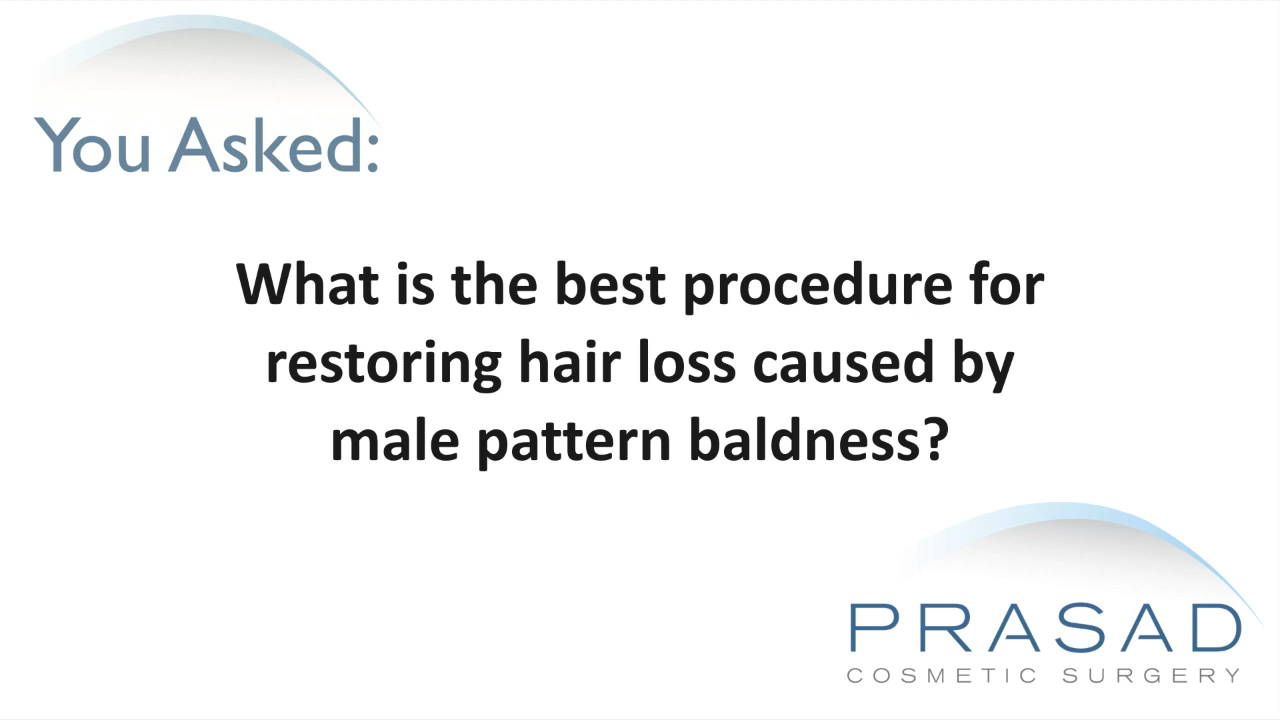 You Asked:
What is the best procedure for
restoring hair loss caused by
male pattern baldness?
PRASAD
COSMETIC SURGERY